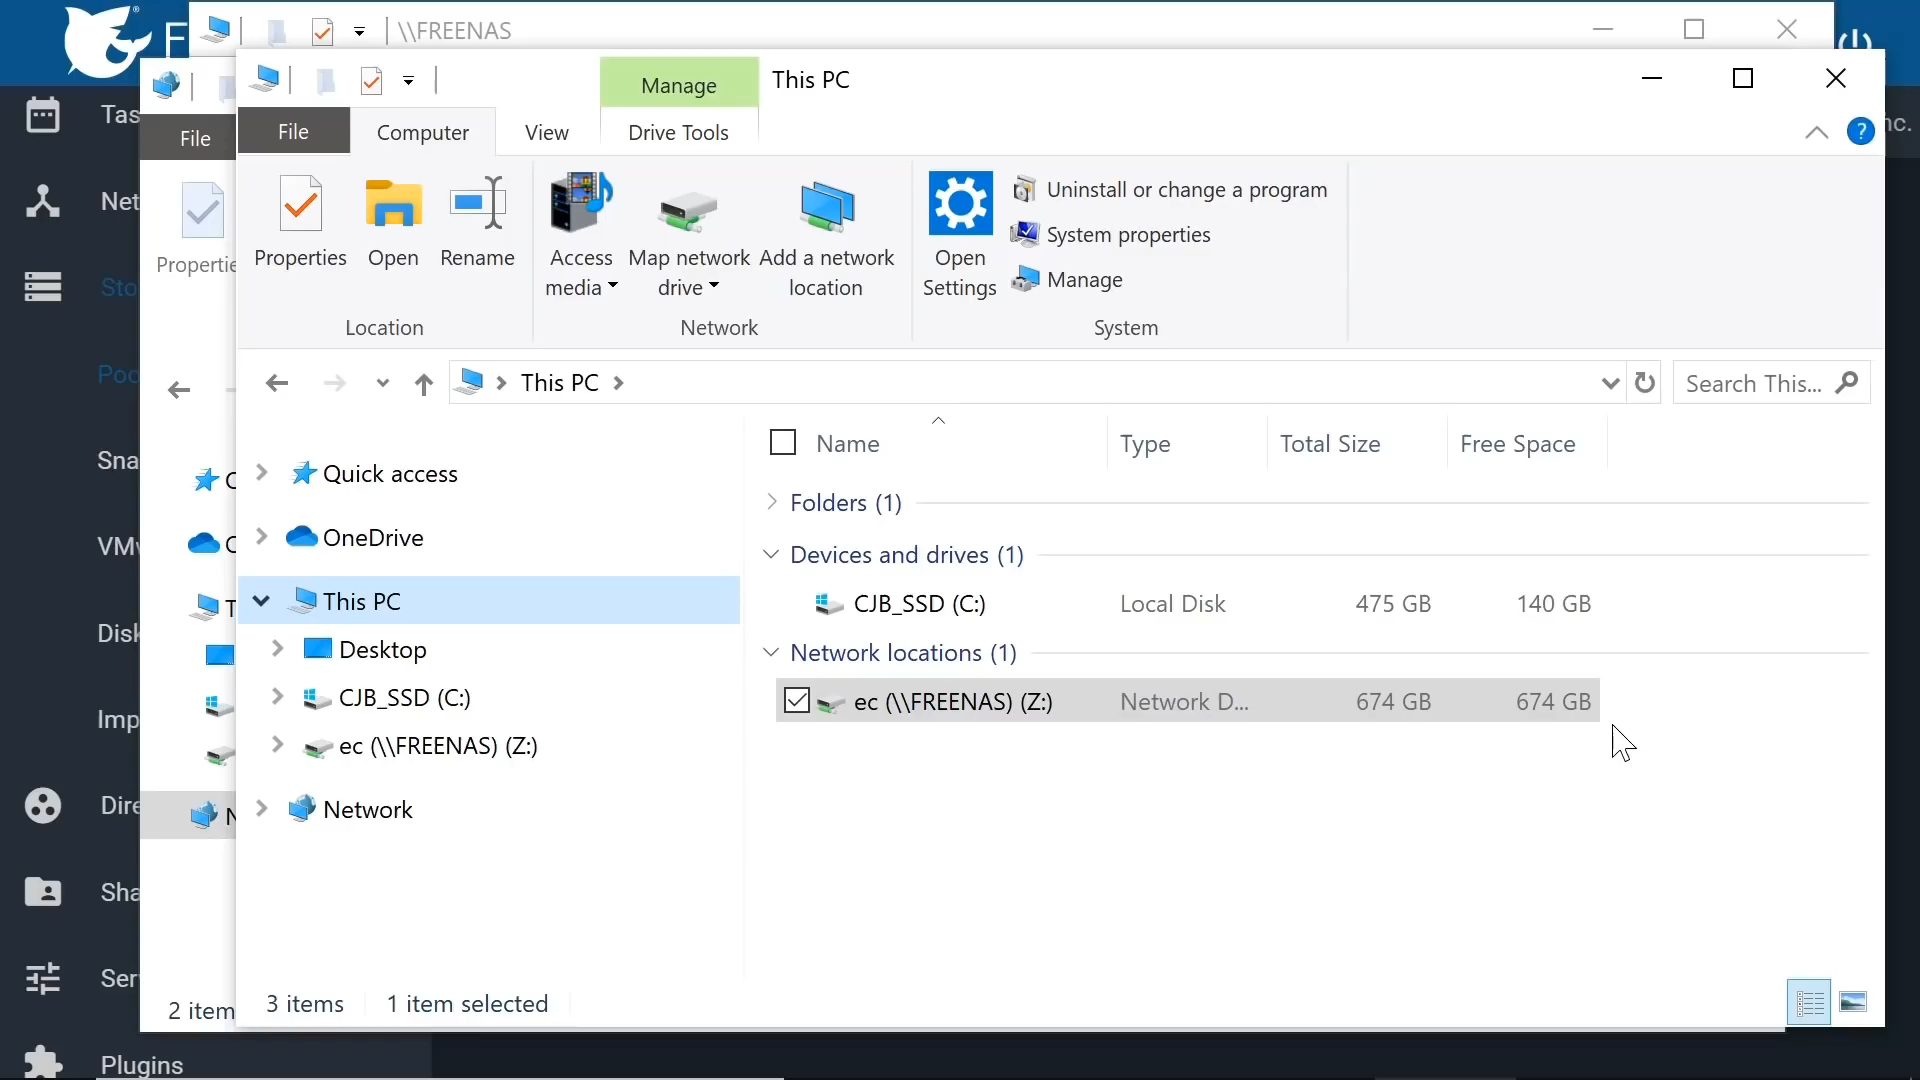 F
\\FREENAS
Manage
This PC
File
File
Computer
View
Drive Tools
nc.
Tas
Net
Sto
Poo
Sna
VMw
Disk
Imp
Dire
Sha
Ser
Plugins
Propertie
Properties
Open
Rename
Access
media
Map network
drive
Add a network
location
Open
Settings
Uninstall or change a program
System properties
Manage
Location
Network
System
This PC
Search This...
Name
Type
Total Size
Free Space
Quick access
OneDrive
This PC
Desktop
CJB_SSD (C:)
ec (\\FREENAS) (Z:)
Network
Folders (1)
Devices and drives (1)
CJB_SSD (C:)
Local Disk
475 GB
140 GB
Network locations (1)
ec (\\FREENAS) (Z:)
Network D...
674 GB
674 GB
2 item
3 items
1 item selected